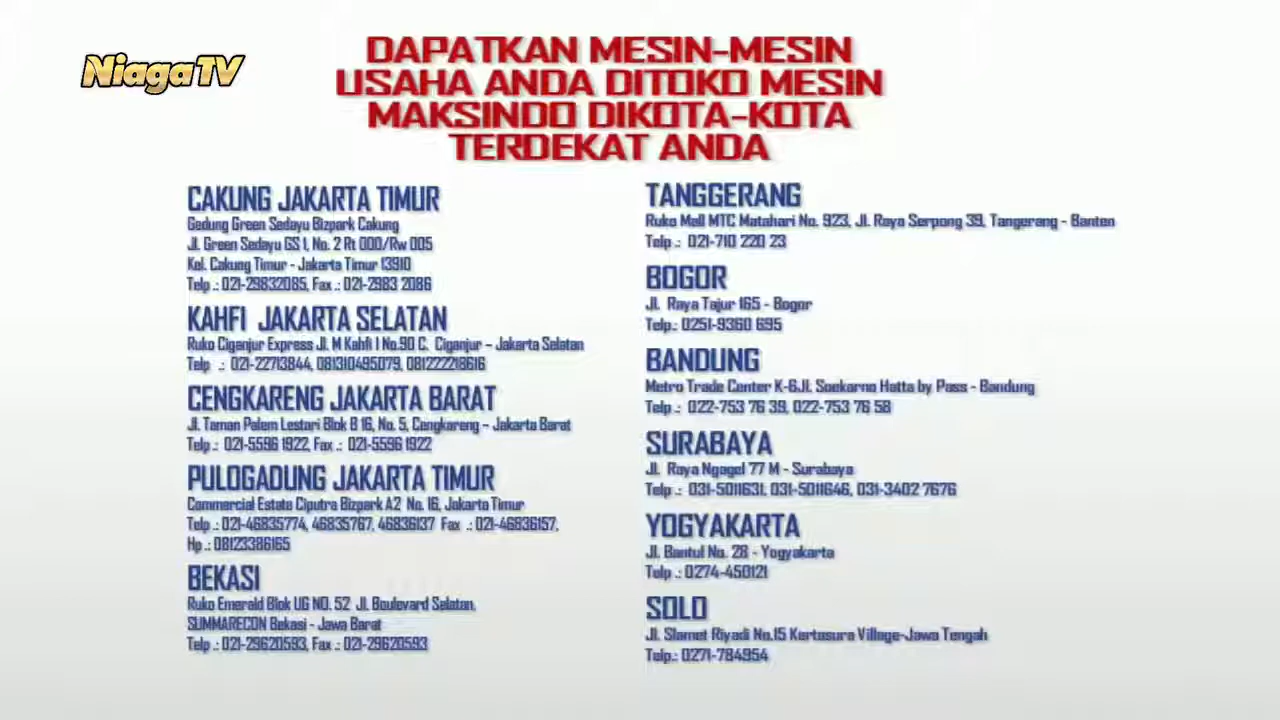 NiagaTV
DAPATKAN MESIN-MESIN
USAHA ANDA DITOKO MESIN
MAKSINDO DIKOTA-KOTA
TERDEKAT ANDA
CAKUNG JAKARTA TIMUR
Gedung Green Sedayu Bizpark Cakung
Jl. Green Sedayu GS 1, No. 2 Rt 000/Rw 005
Kel. Cakung Timur - Jakarta Timur 13910
Telp .: 021-29832085, Fax .: 021-2983 2086
KAHFI JAKARTA SELATAN
Ruko Ciganjur Express Jl. M Kahfi 1 No.90 C. Ciganjur – Jakarta Selatan
Telp .: 021-22713844, 081310495079, 081222218616
CENGKARENG JAKARTA BARAT
Jl. Taman Palem Lestari Blok B 16, No. 5, Cengkareng – Jakarta Barat
Telp .: 021-5596 1922, Fax .: 021-5596 1922
PULOGADUNG JAKARTA TIMUR
Commercial Estate Ciputra Bizpark A2 No. 16, Jakarta Timur
Telp .: 021-46835774, 46835767, 46836137 Fax .: 021-46836157,
Hp .: 08123386165
BEKASI
Ruko Emerald Blok UG NO. 52 Jl. Boulevard Selatan,
SUMMARECON Bekasi - Jawa Barat
Telp .: 021-29620593, Fax .: 021-29620593
TANGGERANG
Ruko Mall MTC Matahari No. 923, Jl. Raya Serpong 39, Tangerang - Banten
Telp .: 021-710 220 23
BOGOR
Jl. Raya Tajur 165 - Bogor
Telp.: 0251-9360 695
BANDUNG
Metro Trade Center K-6Jl. Soekarno Hatta by Pass - Bandung
Telp .: 022-753 76 39, 022-753 76 58
SURABAYA
Jl. Raya Ngagel 77 M - Surabaya
Telp .: 031-5011631, 031-5011646, 031-3402 7676
YOGYAKARTA
Jl. Bantul No. 28 - Yogyakarta
Telp .: 0274-450121
SOLO
Jl. Slamet Riyadi No.15 Kertosura Village-Jawa Tengah
Telp.: 0271-784954